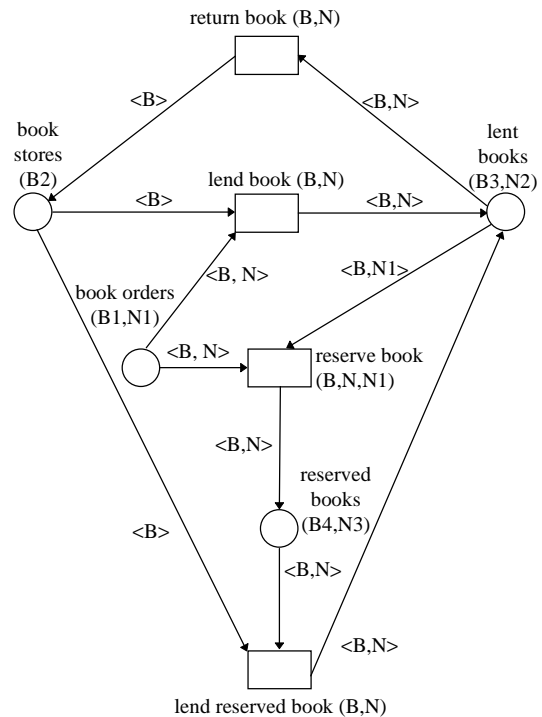 return book (B,N)
<B>
<B,N>
book
stores
(B2)
lent
books
(B3,N2)
lend book (B,N)
<B>
<B,N>
<B, N>
<B,N1>
book orders
(B1,N1)
<B, N>
reserve book
(B,N,N1)
<B,N>
reserved
books
(B4,N3)
<B>
<B,N>
<B,N>
lend reserved book (B,N)